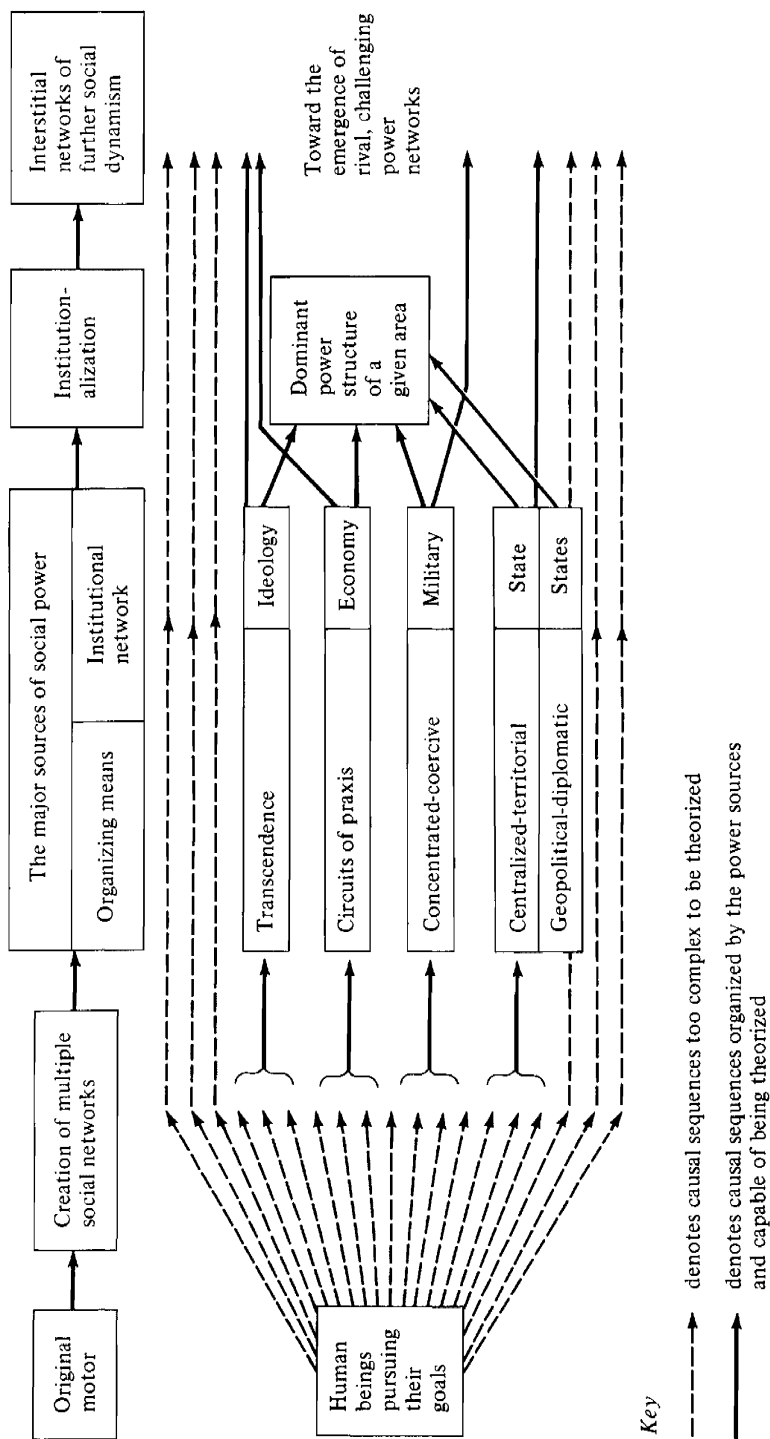 Original
motor
Creation of multiple
social networks
The major sources of social power
Organizing means
Institutional
network
Institution-
alization
Interstitial
networks of
further social
dynamism
Human
beings
pursuing
their
goals
Transcendence
Ideology
Circuits of praxis
Economy
Concentrated-coercive
Military
Centralized-territorial
State
Geopolitical-diplomatic
States
Dominant
power
structure
of a
given area
Toward the
emergence of
rival, challenging
power
networks
Key
denotes causal sequences too complex to be theorized
denotes causal sequences organized by the power sources
and capable of being theorized